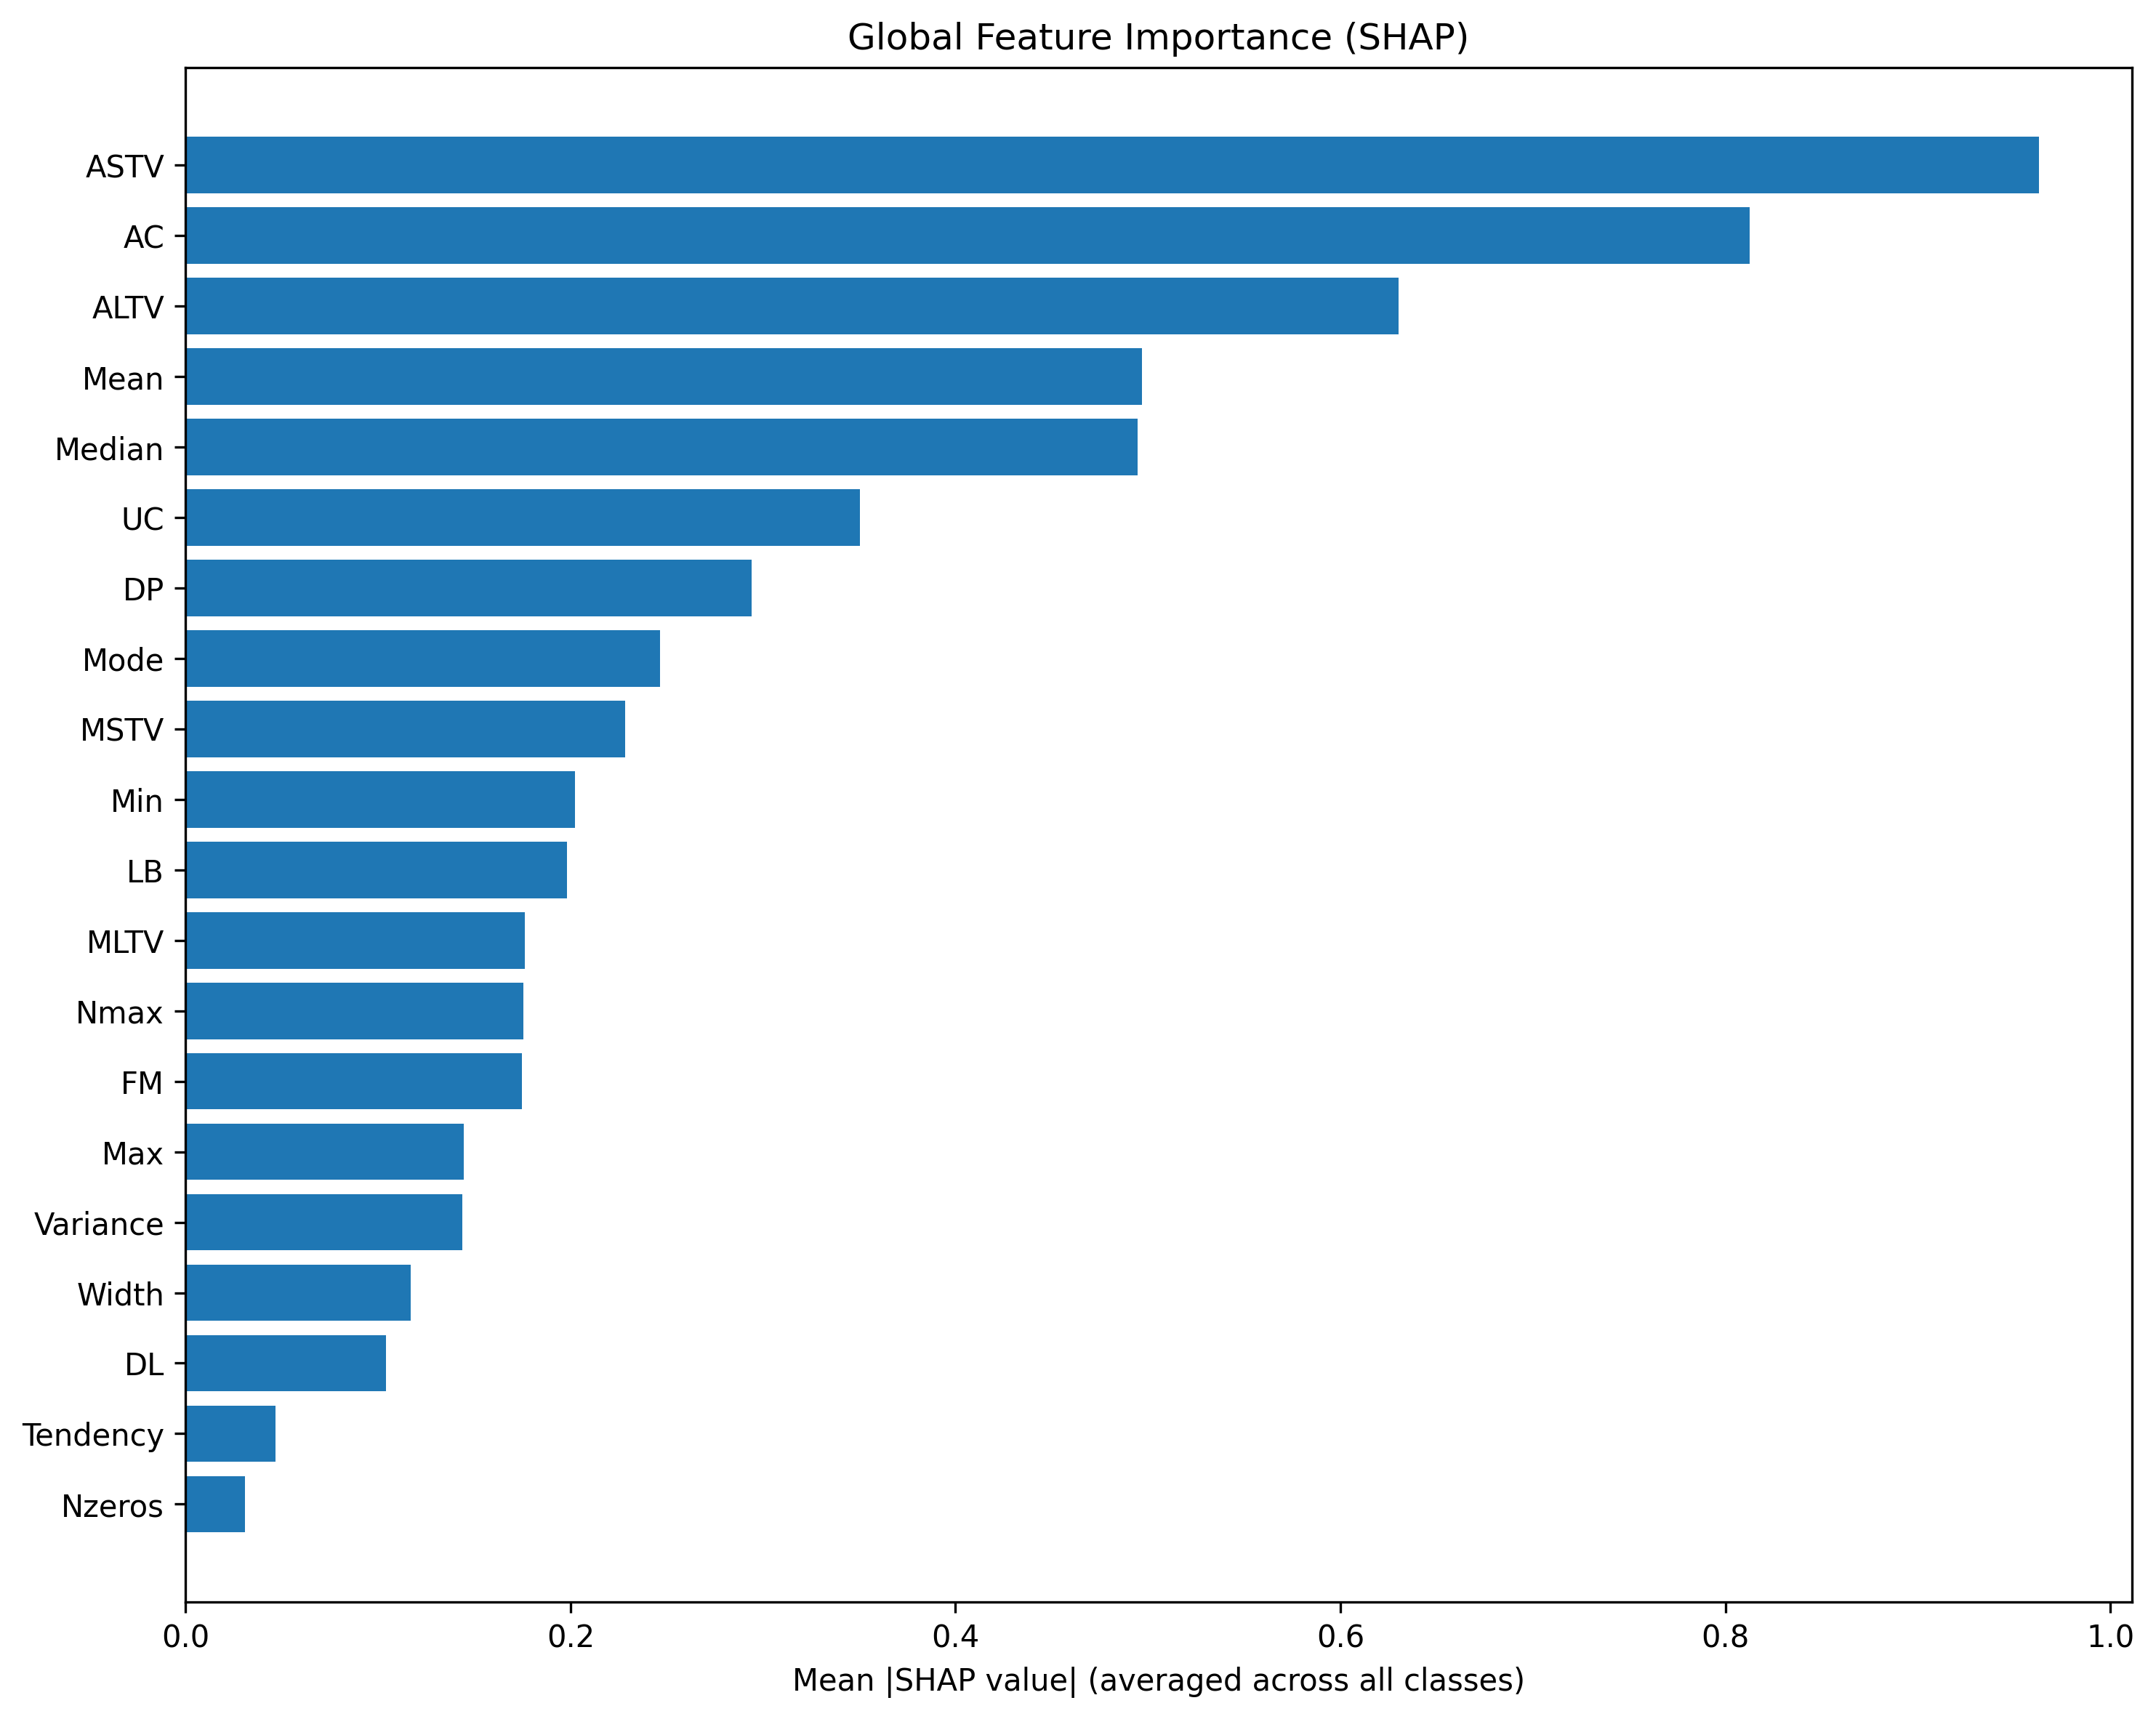 Global Feature Importance (SHAP)
ASTV
AC
ALTV
Mean
Median
UC
DP
Mode
MSTV
Min
LB
MLTV
Nmax
FM
Max
Variance
Width
DL
Tendency
Nzeros
0.0 0.2 0.4 0.6 0.8 1.0
Mean |SHAP value| (averaged across all classes)